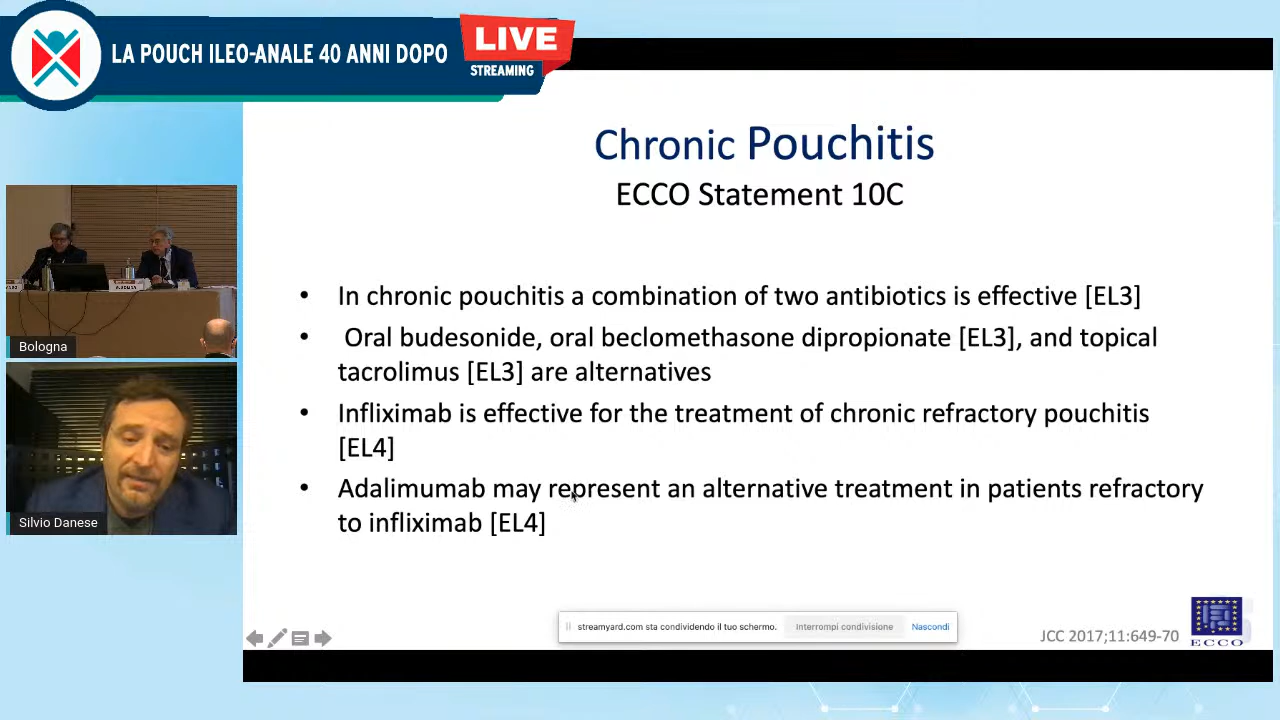 LA POUCH ILEO-ANALE 40 ANNI DOPO
LIVE
STREAMING
Chronic Pouchitis
ECCO Statement 10C
• In chronic pouchitis a combination of two antibiotics is effective [EL3]
• Oral budesonide, oral beclomethasone dipropionate [EL3], and topical
tacrolimus [EL3] are alternatives
• Infliximab is effective for the treatment of chronic refractory pouchitis
[EL4]
• Adalimumab may represent an alternative treatment in patients refractory
to infliximab [EL4]
Bologna
Silvio Danese
streamyard.com sta condividendo il tuo schermo.
Interrompi condivisione
Nascondi
JCC 2017;11:649-70
ECCO